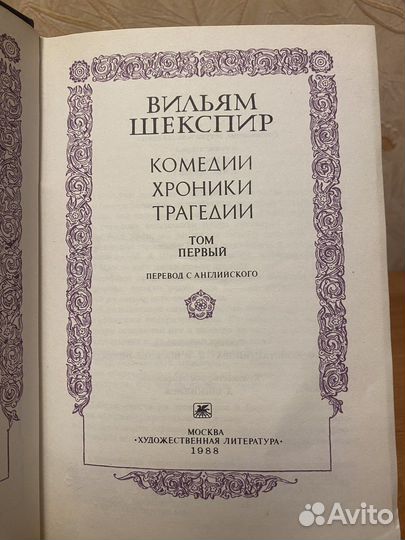 ВИЛЬЯМ
ШЕКСПИР
КОМЕДИИ
ХРОНИКИ
ТРАГЕДИИ
ТОМ
ПЕРВЫЙ
ПЕРЕВОД С АНГЛИЙСКОГО
МОСКВА
«ХУДОЖЕСТВЕННАЯ ЛИТЕРАТУРА»
1988
Avito